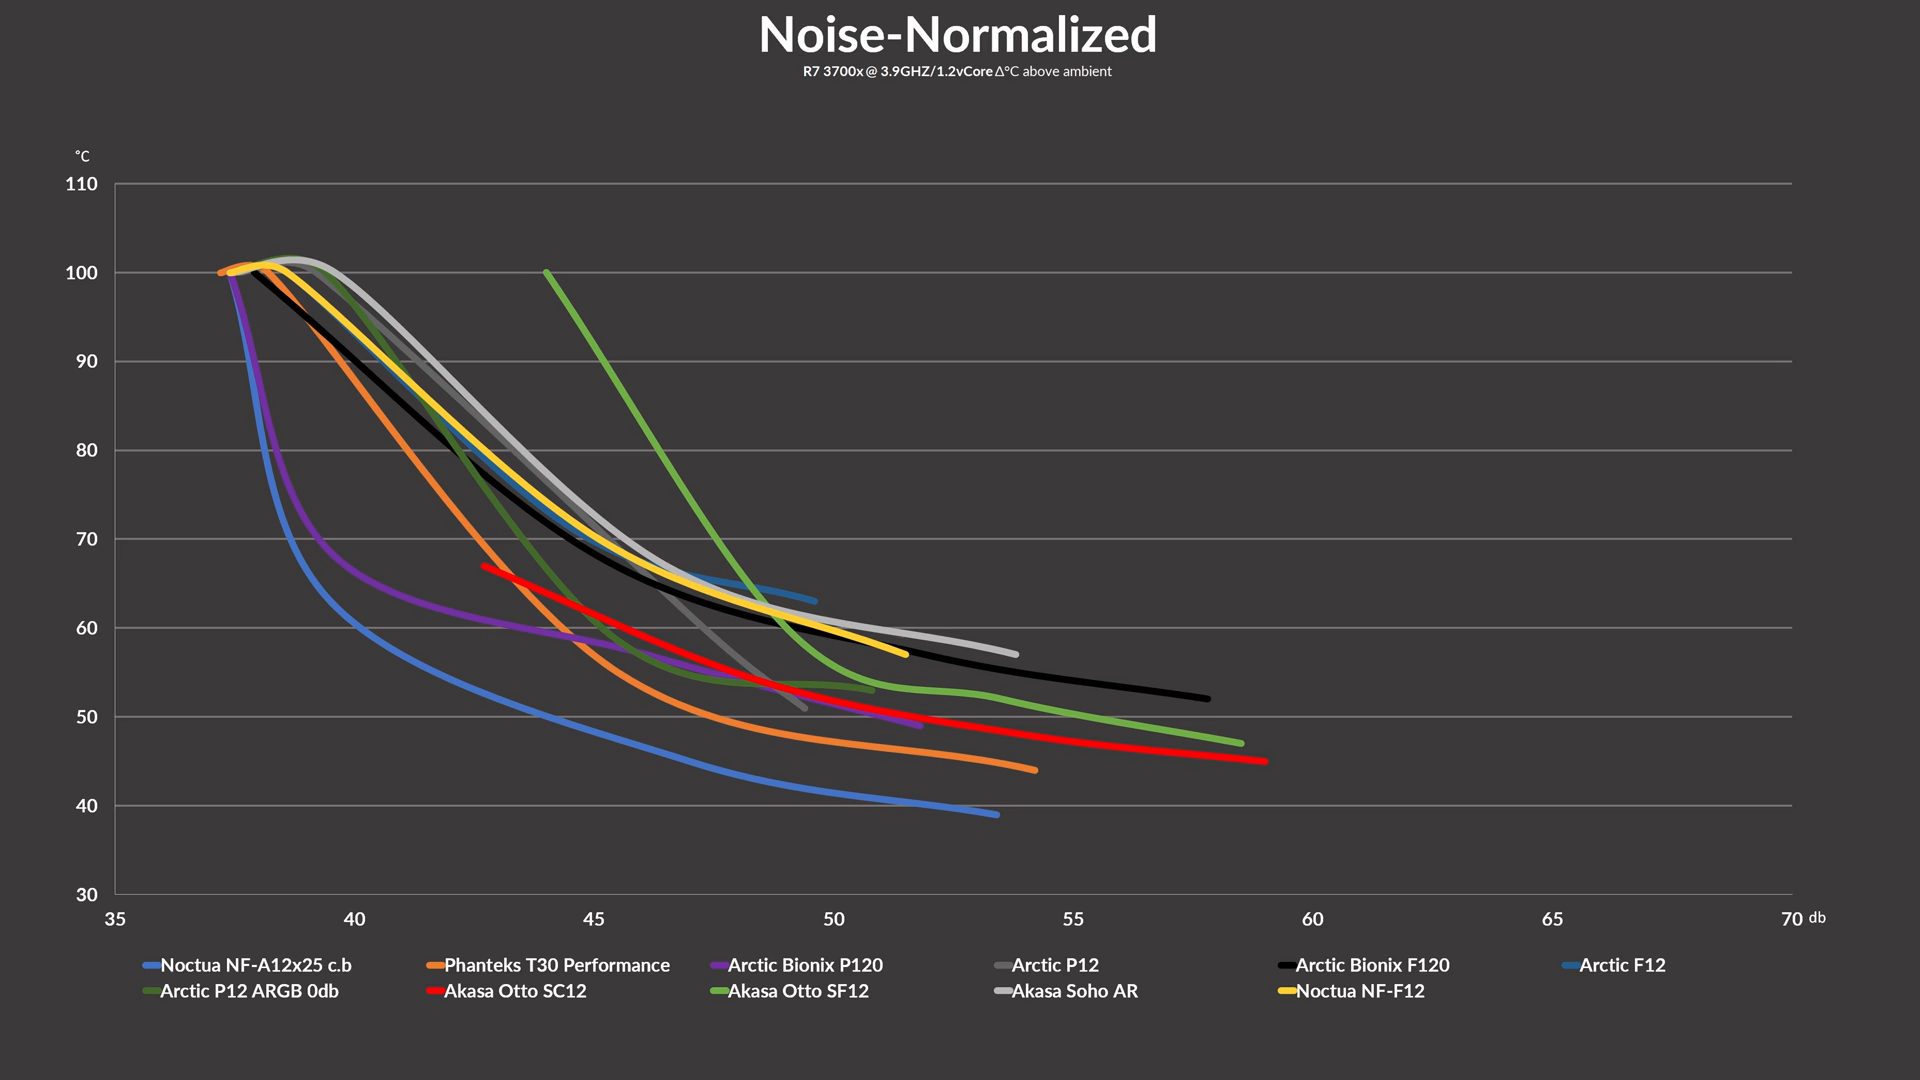 Noise-Normalized
R7 3700x @ 3.9GHZ/1.2vCore Δ°C above ambient
°C
110
100
90
80
70
60
50
40
30
35 40 45 50 55 60 65 70 db
Noctua NF-A12x25 c.b Phanteks T30 Performance Arctic Bionix P120 Arctic P12 Arctic Bionix F120 Arctic F12
Arctic P12 ARGB 0db Akasa Otto SC12 Akasa Otto SF12 Akasa Soho AR Noctua NF-F12